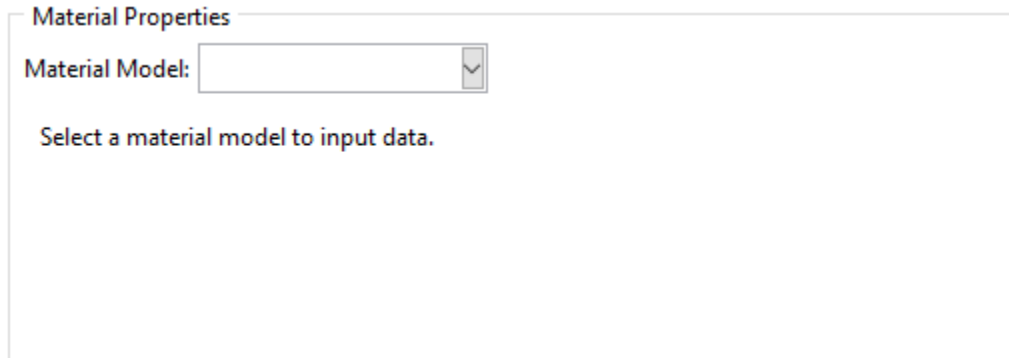 Material Properties
Material Model:
Select a material model to input data.